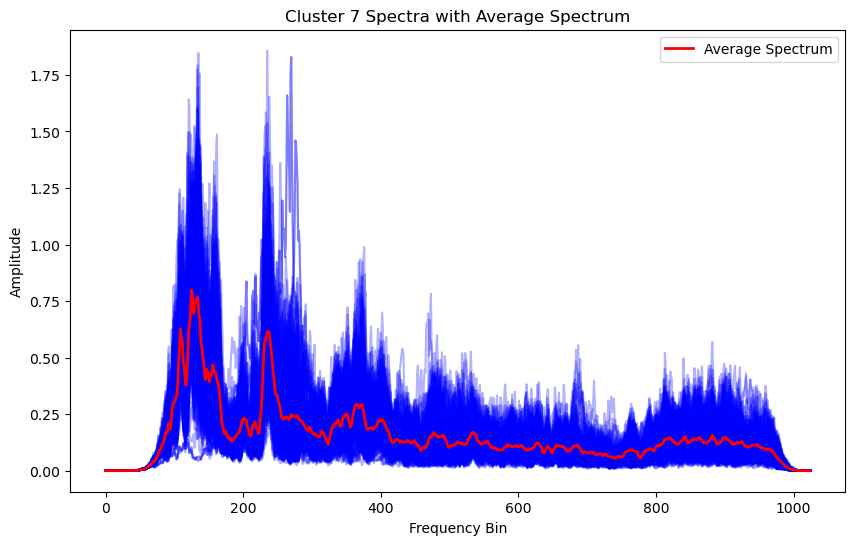 Cluster 7 Spectra with Average Spectrum
Average Spectrum
1.75
1.50
1.25
1.00
0.75
0.50
0.25
0.00
Amplitude
0 200 400 600 800 1000
Frequency Bin